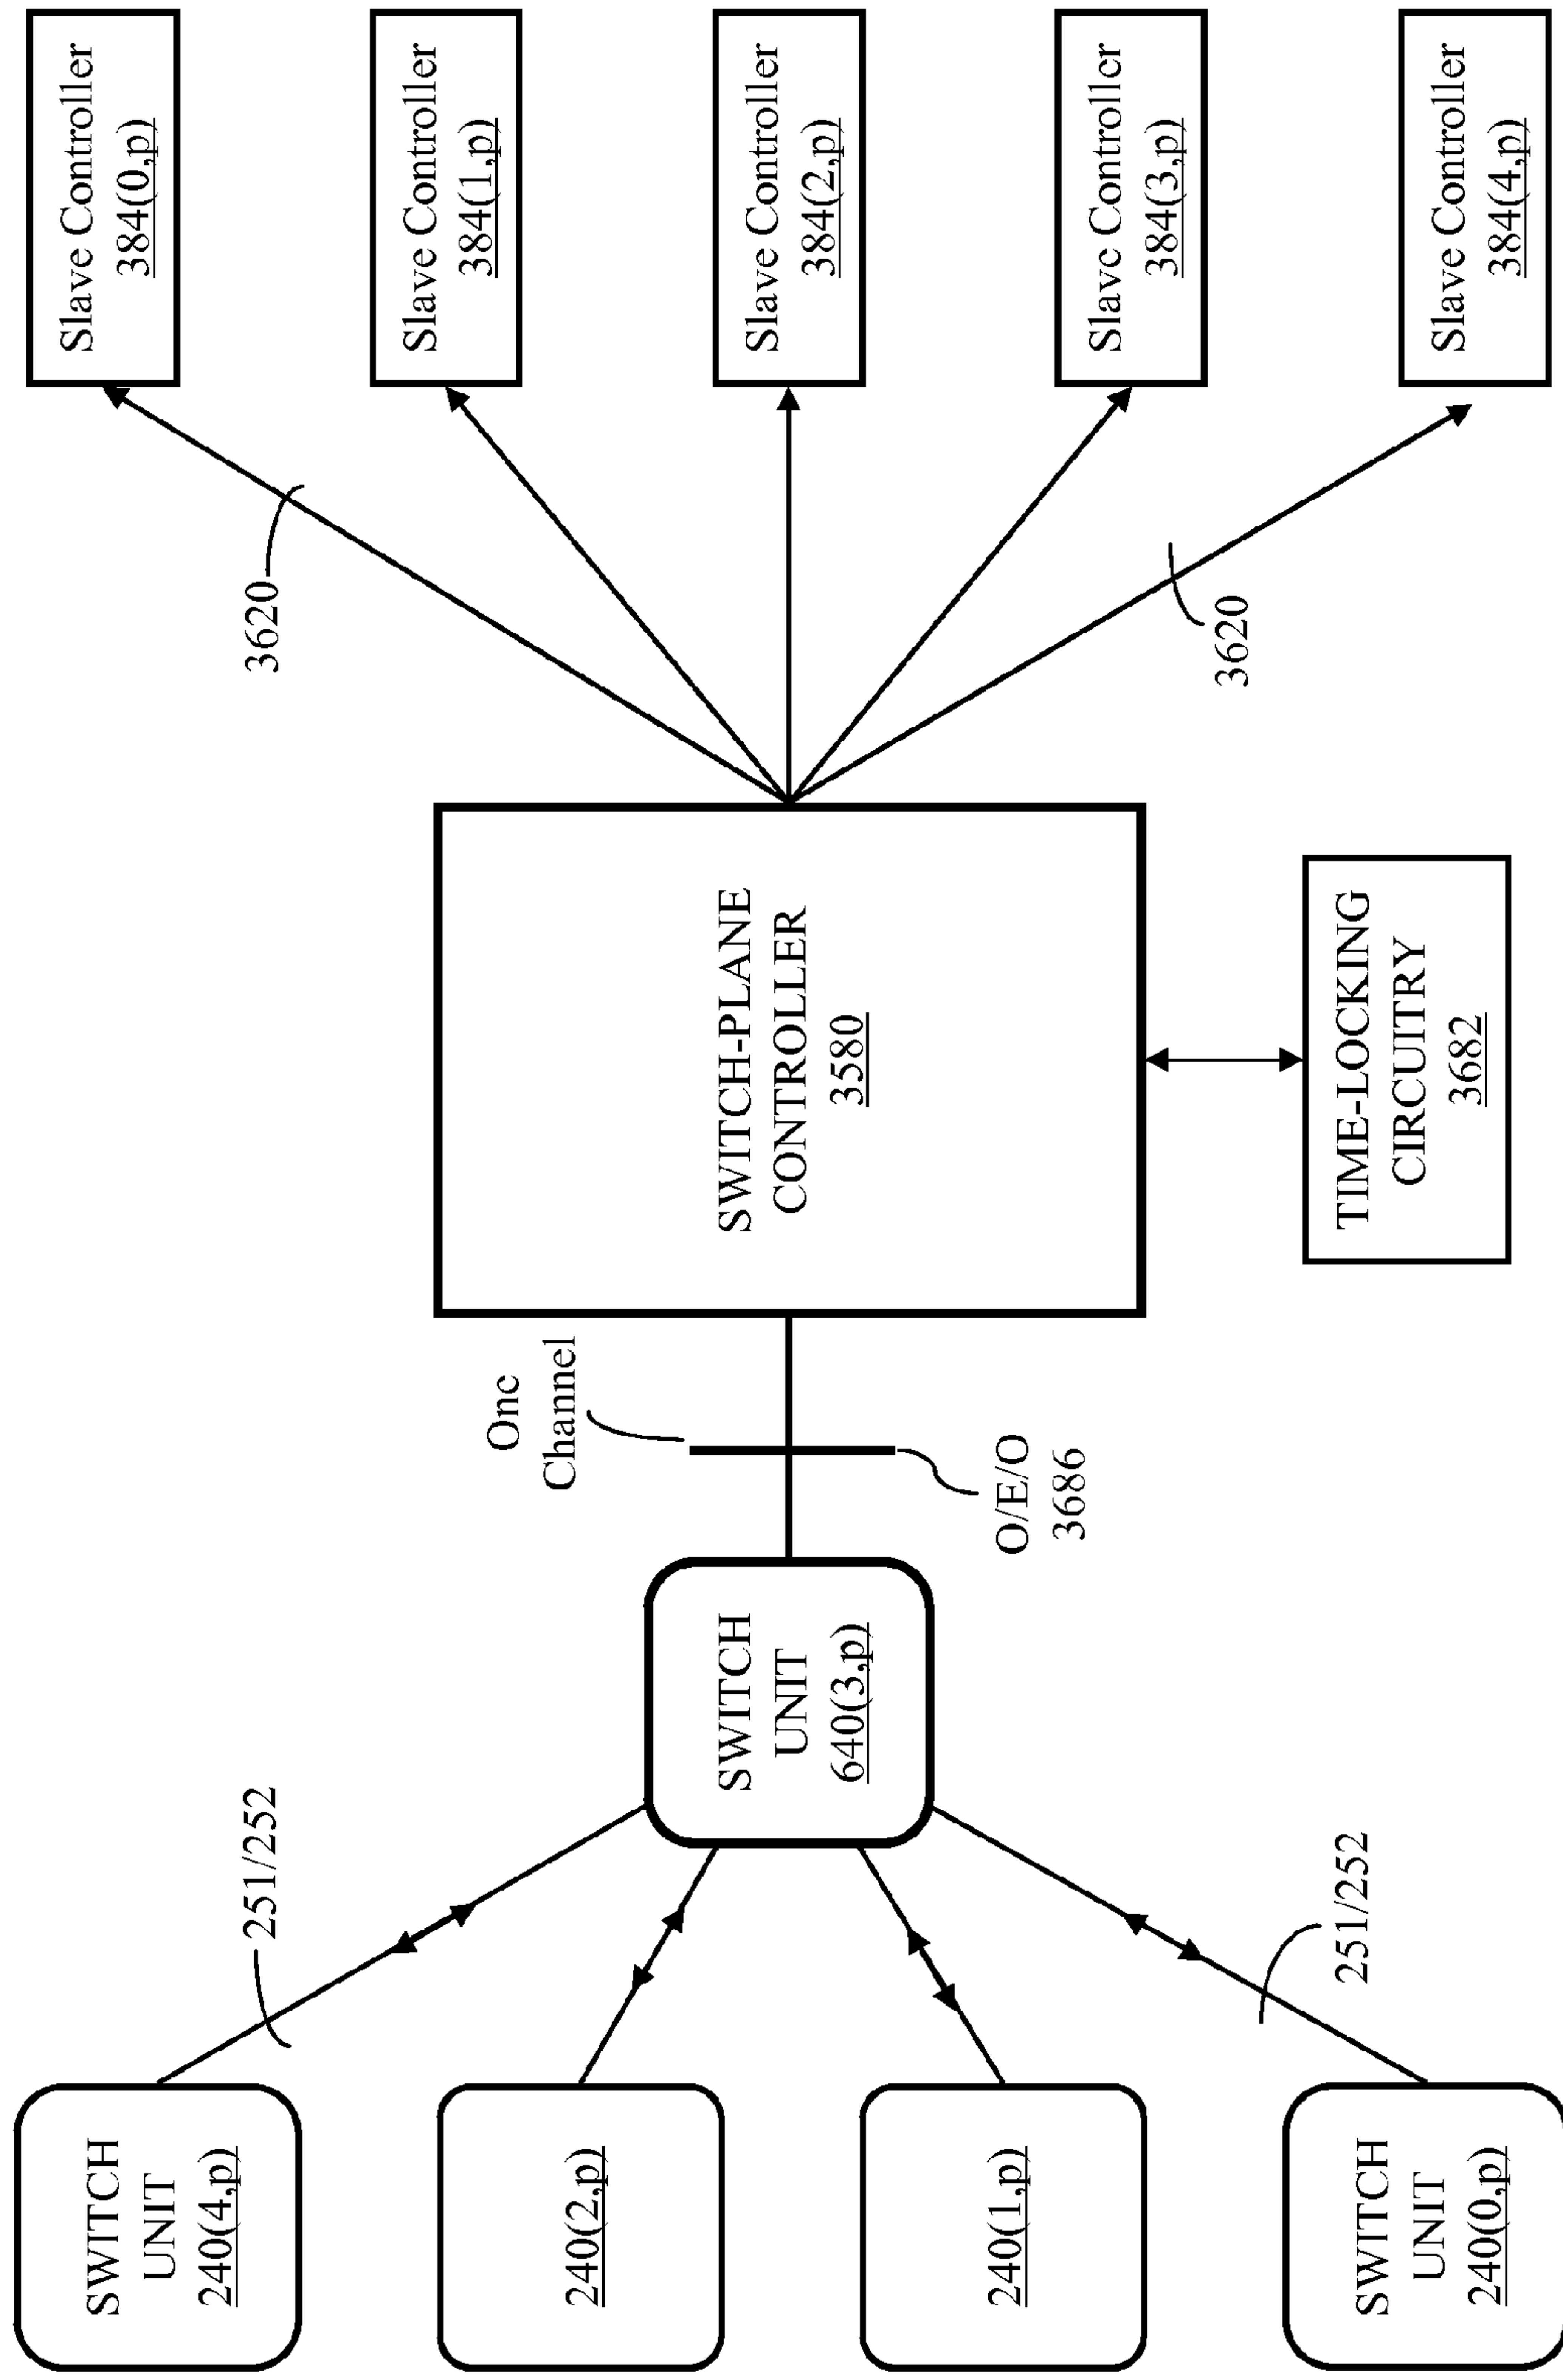 SWITCH
UNIT
240(4,p)
240(2,p)
240(1,p)
SWITCH
UNIT
240(0,p)
251/252
251/252
SWITCH
UNIT
640(3,p)
One
Channel
O/E/O
3686
SWITCH-PLANE
CONTROLLER
3580
TIME-LOCKING
CIRCUITRY
3682
3620
3620
Slave Controller
384(0,p)
Slave Controller
384(1,p)
Slave Controller
384(2,p)
Slave Controller
384(3,p)
Slave Controller
384(4,p)